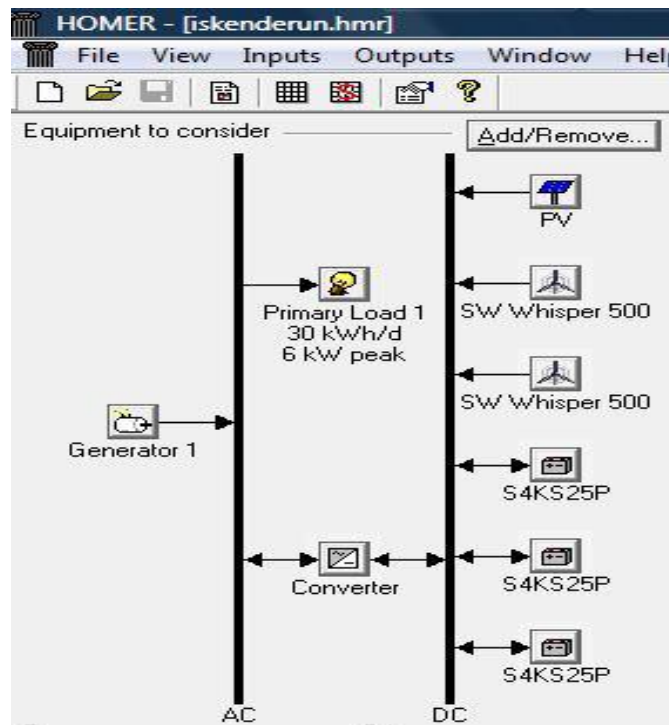 HOMER - [iskenderun.hmr]
File View Inputs Outputs Window Help
Equipment to consider
Add/Remove...
PV
Primary Load 1
30 kWh/d
6 kW peak
SW Whisper 500
SW Whisper 500
Generator 1
S4KS25P
Converter
S4KS25P
S4KS25P
AC
DC